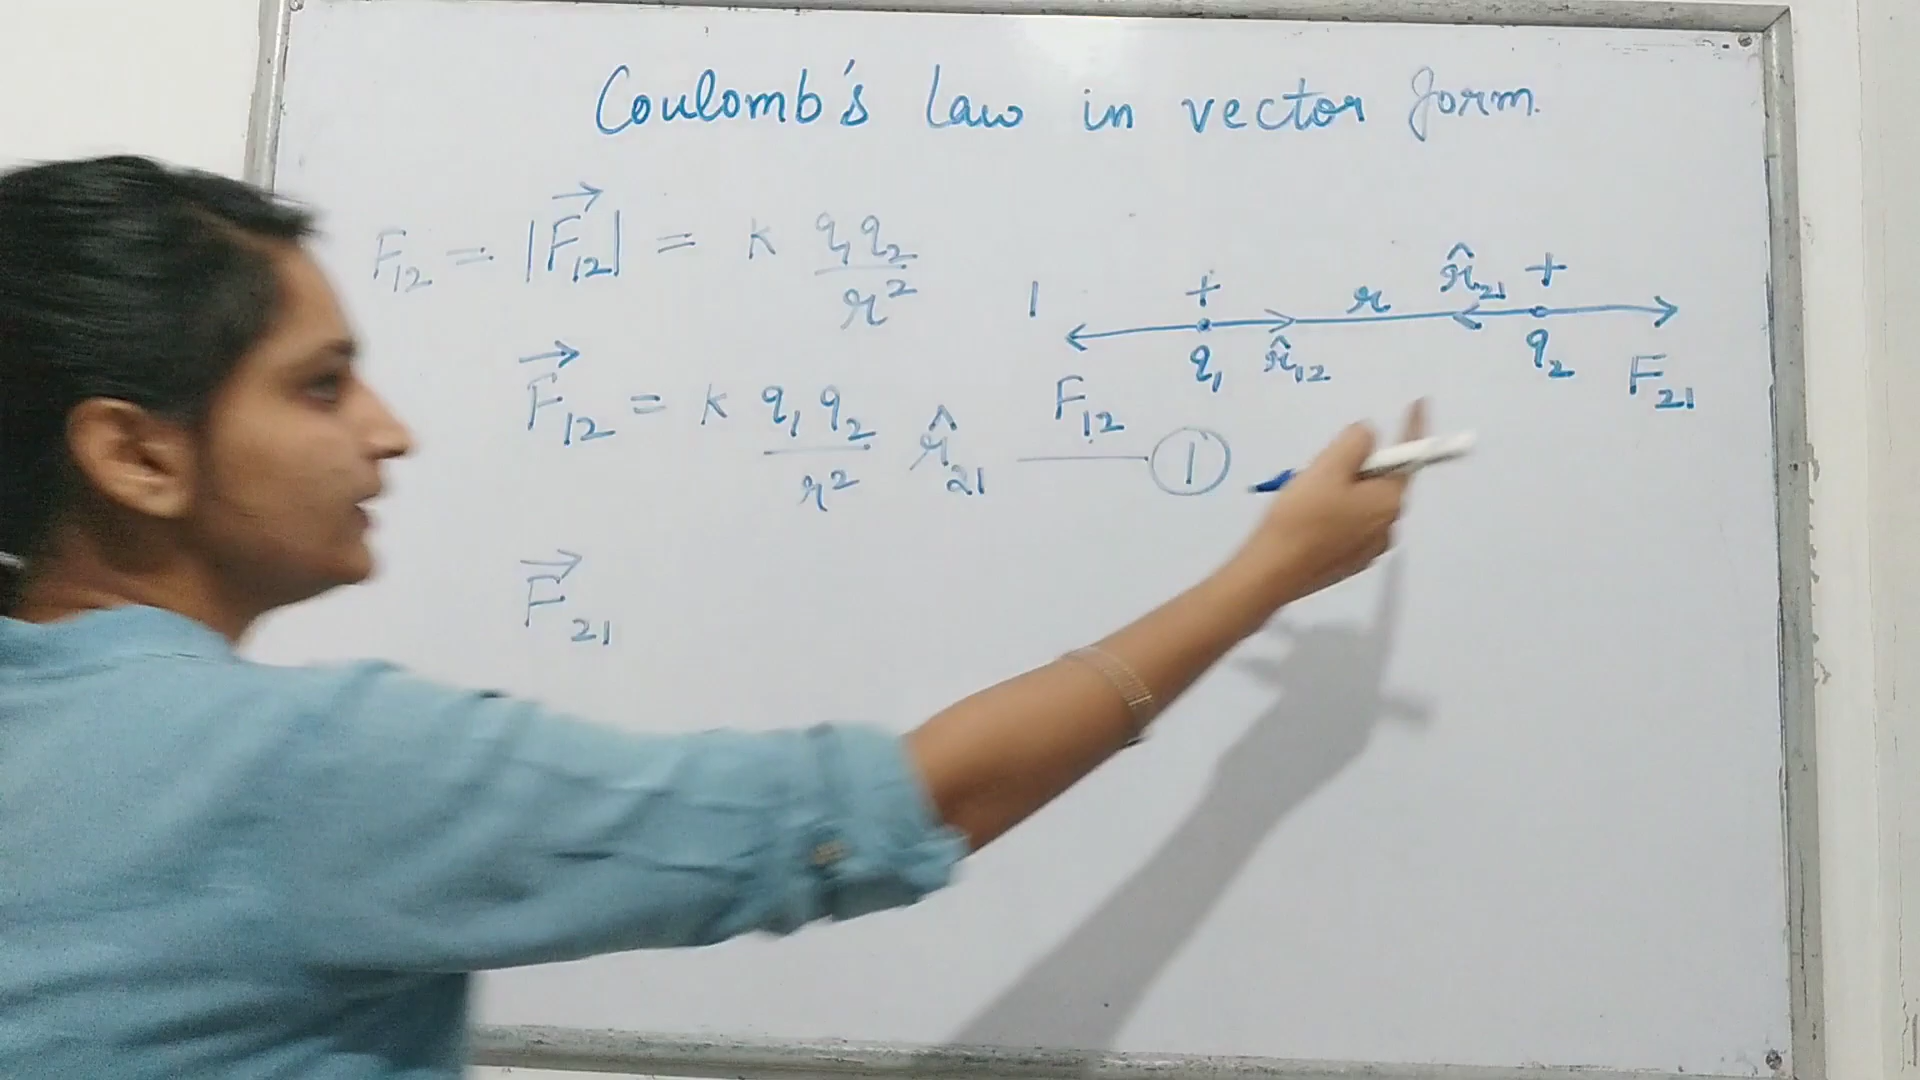 Coulomb's law in vector form.
F₁₂ = |F⃗₁₂| = K q₁q₂/r²
F⃗₁₂ = K q₁q₂/r² r̂₂₁ —— ①
F⃗₂₁
1
+ r r̂₂₁ +
q₁ r̂₁₂ q₂
F₁₂ F₂₁